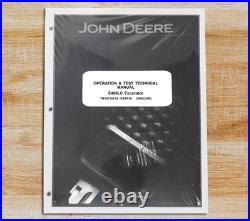 JOHN DEERE
OPERATION & TEST TECHNICAL
MANUAL
E400LC Excavator